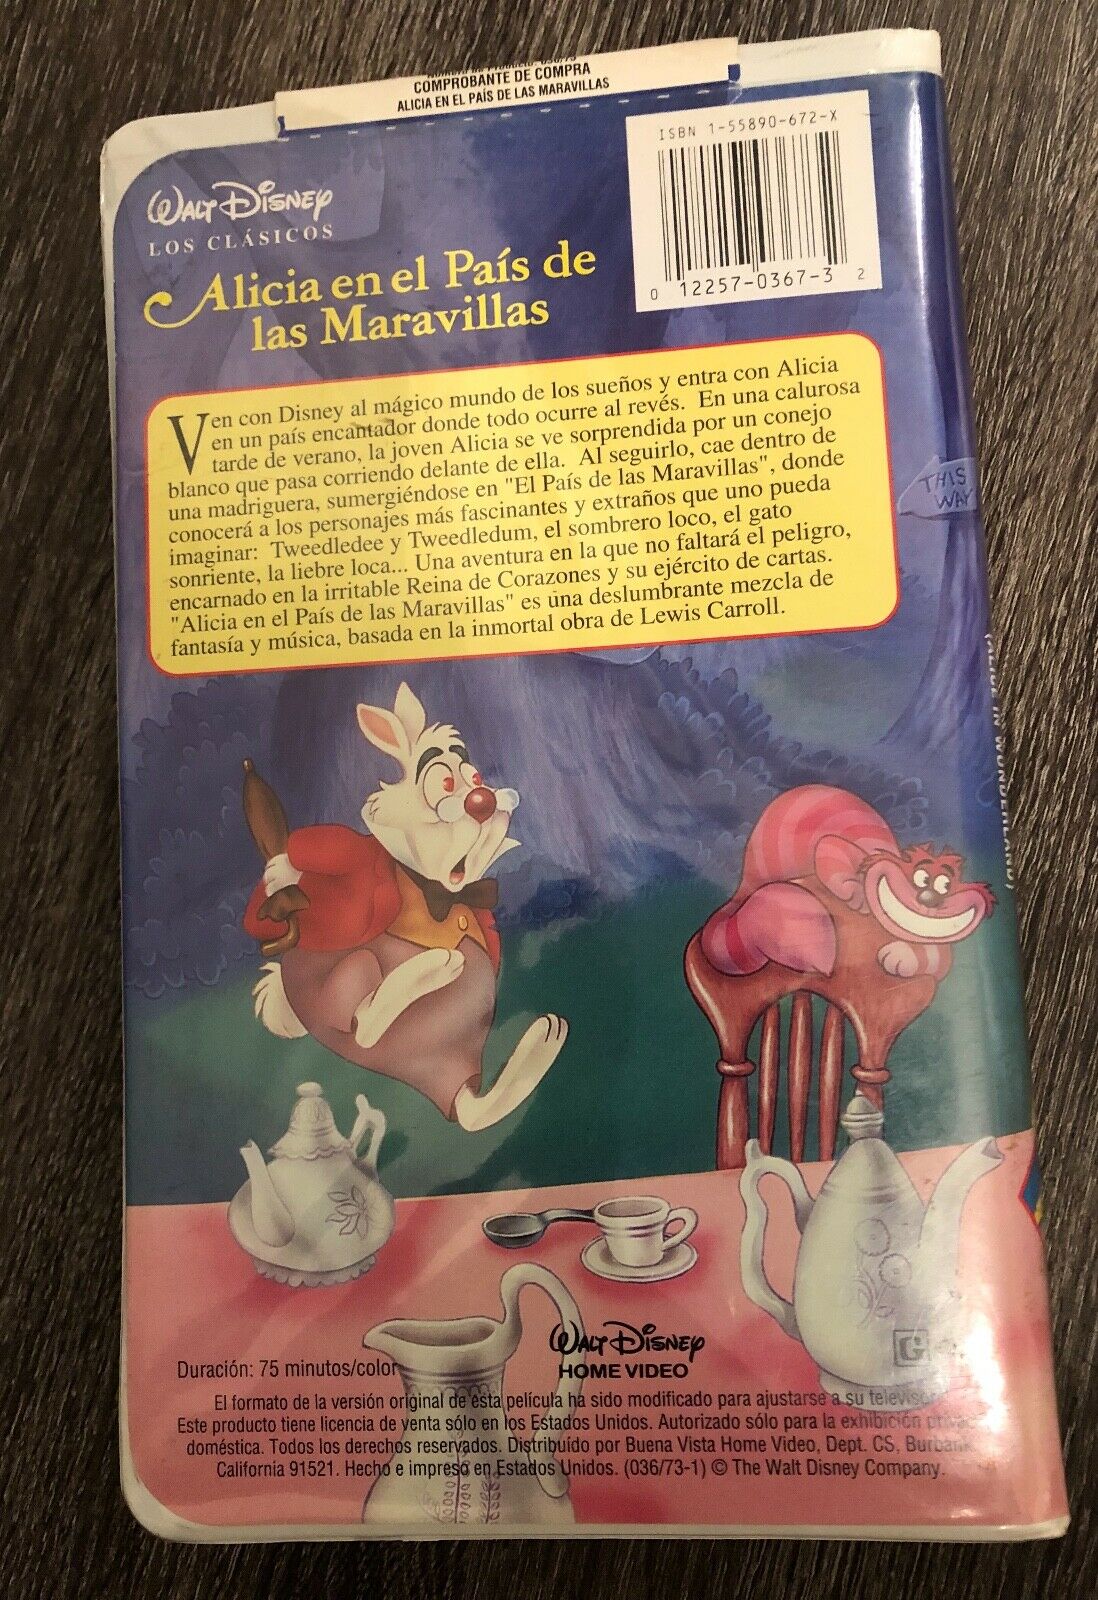 COMPROBANTE DE COMPRA
ALICIA EN EL PAÍS DE LAS MARAVILLAS
ISBN 1-55890-672-X
0 12257-0367-3 2
WALT DISNEY
LOS CLÁSICOS
Alicia en el País de
las Maravillas
Ven con Disney al mágico mundo de los sueños y entra con Alicia
en un país encantador donde todo ocurre al revés. En una calurosa
tarde de verano, la joven Alicia se ve sorprendida por un conejo
blanco que pasa corriendo delante de ella. Al seguirlo, cae dentro de
una madriguera, sumergiéndose en "El País de las Maravillas", donde
conocerá a los personajes más fascinantes y extraños que uno pueda
imaginar: Tweedledee y Tweedledum, el sombrero loco, el gato
sonriente, la liebre loca... Una aventura en la que no faltará el peligro,
encarnado en la irritable Reina de Corazones y su ejército de cartas.
"Alicia en el País de las Maravillas" es una deslumbrante mezcla de
fantasía y música, basada en la inmortal obra de Lewis Carroll.
THIS
WAY
(ALICE IN WONDERLAND)
WALT DISNEY
HOME VIDEO
Duración: 75 minutos/color
El formato de la versión original de esta película ha sido modificado para ajustarse a su televisor
Este producto tiene licencia de venta sólo en los Estados Unidos. Autorizado sólo para la exhibición
doméstica. Todos los derechos reservados. Distribuído por Buena Vista Home Video, Dept. CS, Burbank
California 91521. Hecho e impreso en Estados Unidos. (036/73-1) © The Walt Disney Company.